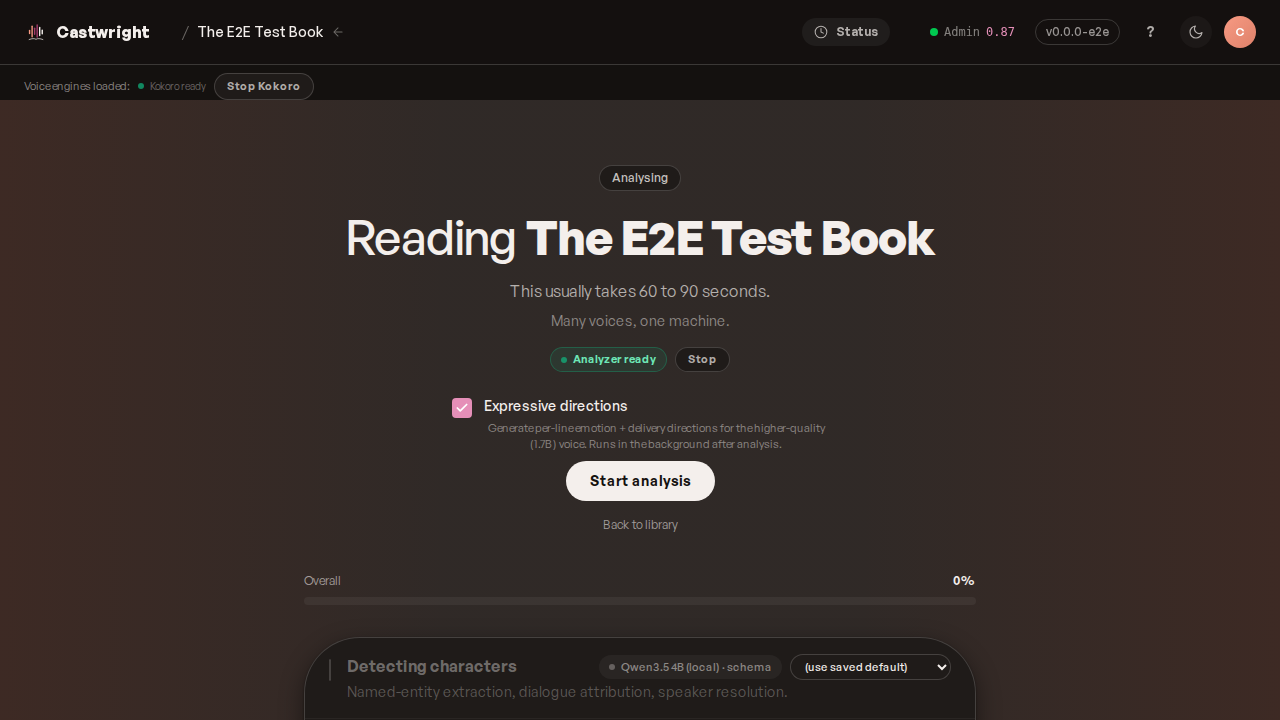 Castwright / The E2E Test Book ← Status Admin 0.87 v0.0.0-e2e ? C
Voice engines loaded: Kokoro ready Stop Kokoro
Analysing
Reading The E2E Test Book
This usually takes 60 to 90 seconds.
Many voices, one machine.
Analyzer ready Stop
Expressive directions
Generate per-line emotion + delivery directions for the higher-quality
(1.7B) voice. Runs in the background after analysis.
Start analysis
Back to library
Overall 0%
Detecting characters Qwen3.5 4B (local) · schema (use saved default)
Named-entity extraction, dialogue attribution, speaker resolution.